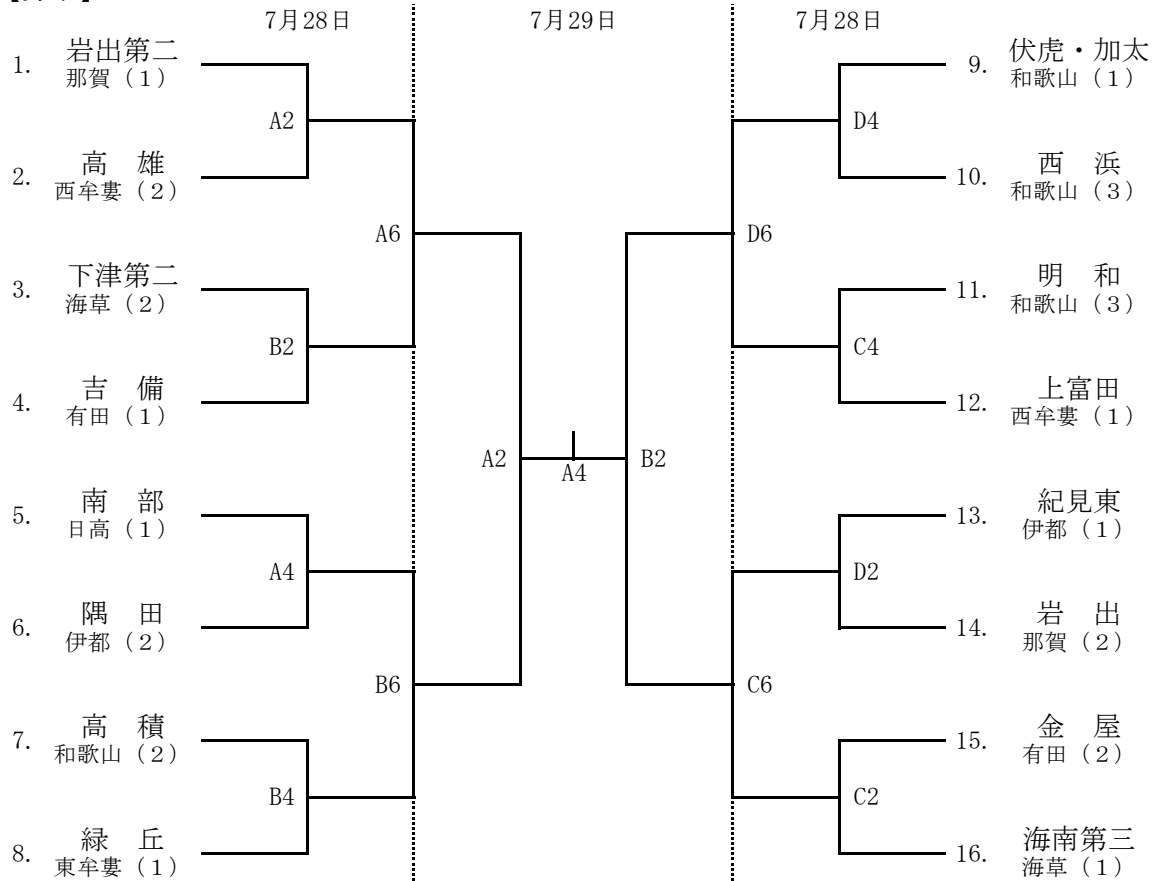 7月28日 7月29日 7月28日
1. 岩出第二
那賀（1）
A2
2. 高　雄
西牟婁（2）
A6
3. 下津第二
海草（2）
B2
4. 吉　備
有田（1）
A2
5. 南　部
日高（1）
A4
6. 隅　田
伊都（2）
B6
7. 高　積
和歌山（2）
B4
8. 緑　丘
東牟婁（1）
A4
9. 伏虎・加太
和歌山（1）
D4
10. 西　浜
和歌山（3）
D6
11. 明　和
和歌山（3）
C4
12. 上富田
西牟婁（1）
B2
13. 紀見東
伊都（1）
D2
14. 岩　出
那賀（2）
C6
15. 金　屋
有田（2）
C2
16. 海南第三
海草（1）